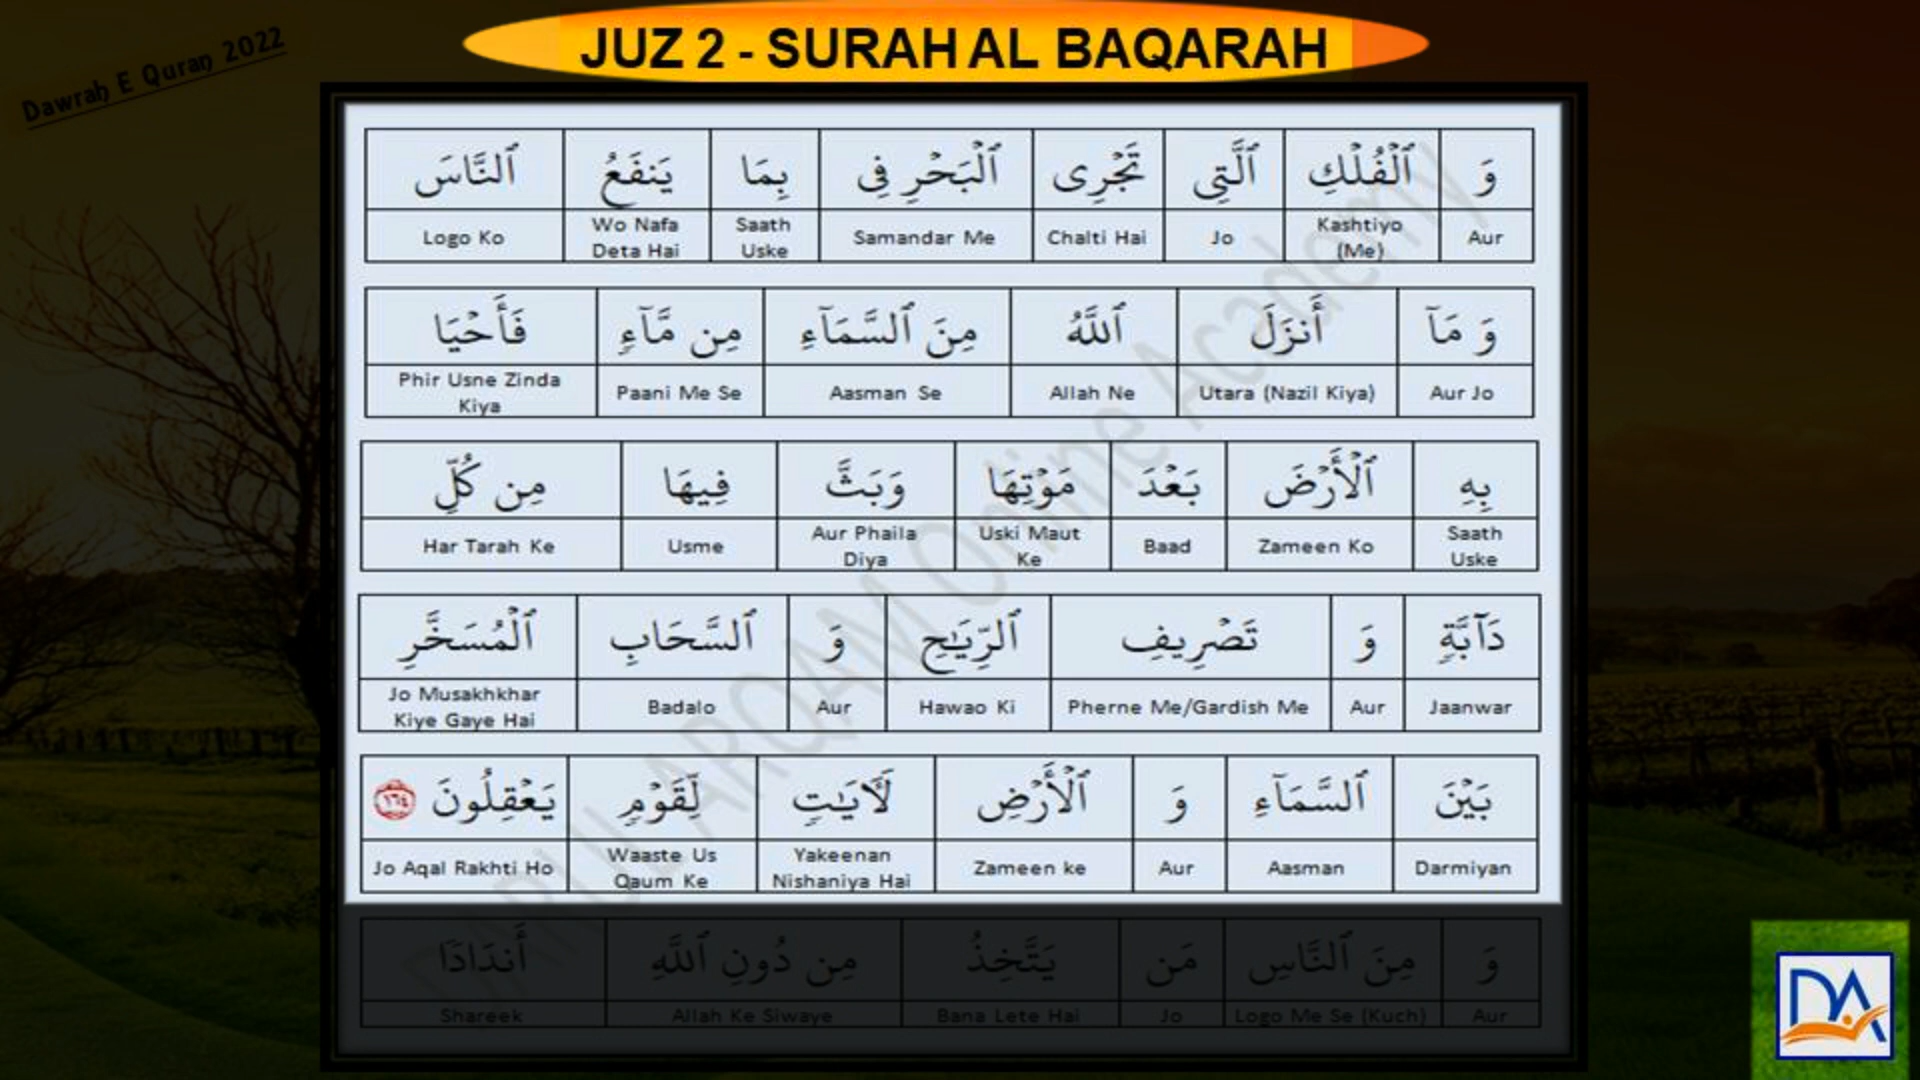 Dawrah E Quran 2022
JUZ 2 - SURAH AL BAQARAH
وَ ٱلْفُلْكِ ٱلَّتِى تَجْرِى ٱلْبَحْرِ فِى بِمَا يَنفَعُ ٱلنَّاسَ
Aur Kashtiyo (Me) Jo Chalti Hai Samandar Me Saath Uske Wo Nafa Deta Hai Logo Ko
وَ مَآ أَنزَلَ ٱللَّهُ مِنَ ٱلسَّمَآءِ مِن مَّآءٍ فَأَحْيَا
Aur Jo Utara (Nazil Kiya) Allah Ne Aasman Se Paani Me Se Phir Usne Zinda Kiya
بِهِ ٱلْأَرْضَ بَعْدَ مَوْتِهَا وَبَثَّ فِيهَا مِن كُلِّ
Saath Uske Zameen Ko Baad Uski Maut Ke Aur Phaila Diya Usme Har Tarah Ke
دَآبَّةٍ وَ تَصْرِيفِ ٱلرِّيَـٰحِ وَ ٱلسَّحَابِ ٱلْمُسَخَّرِ
Jaanwar Aur Pherne Me/Gardish Me Hawao Ki Aur Badalo Jo Musakhkhar Kiye Gaye Hai
بَيْنَ ٱلسَّمَآءِ وَ ٱلْأَرْضِ لَـَٔايَـٰتٍ لِّقَوْمٍ يَعْقِلُونَ ١٦٤
Darmiyan Aasman Aur Zameen ke Yakeenan Nishaniya Hai Waaste Us Qaum Ke Jo Aqal Rakhti Ho
وَ مِنَ ٱلنَّاسِ مَن يَتَّخِذُ مِن دُونِ ٱللَّهِ أَندَادًا
Aur Logo Me Se (Kuch) Jo Bana Lete Hai Allah Ke Siwaye Shareek
DARUL ARQAM Online Academy
DA